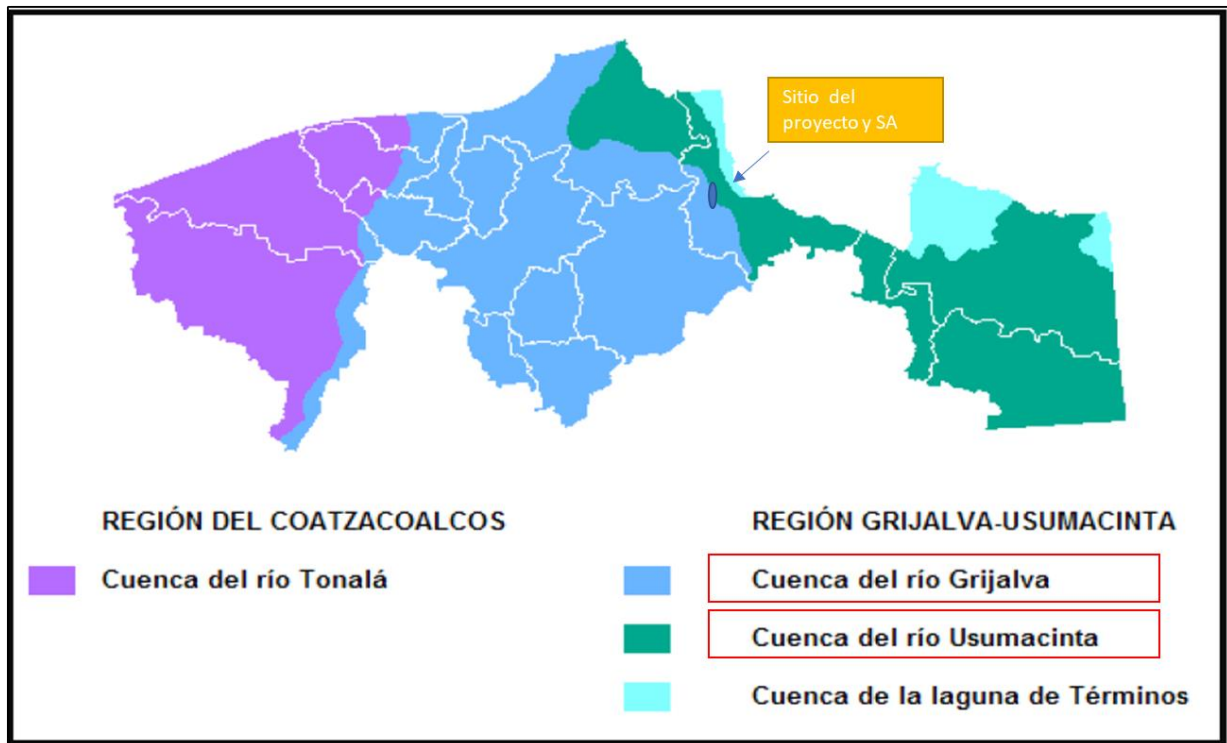 Sitio del
proyecto y SA
REGIÓN DEL COATZACOALCOS
Cuenca del río Tonalá
REGIÓN GRIJALVA-USUMACINTA
Cuenca del río Grijalva
Cuenca del río Usumacinta
Cuenca de la laguna de Términos